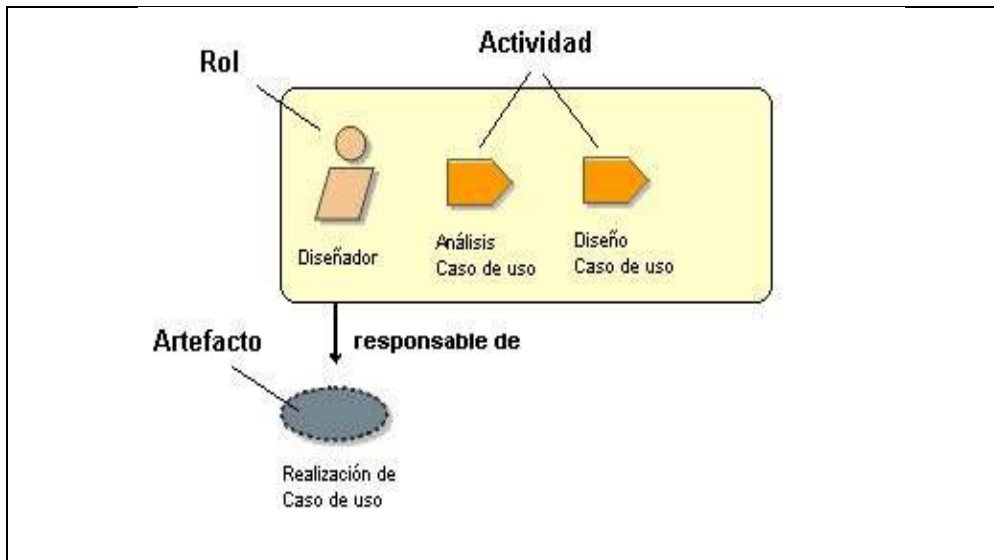 Actividad
Rol
Diseñador
Análisis
Caso de uso
Diseño
Caso de uso
Artefacto
responsable de
Realización de
Caso de uso